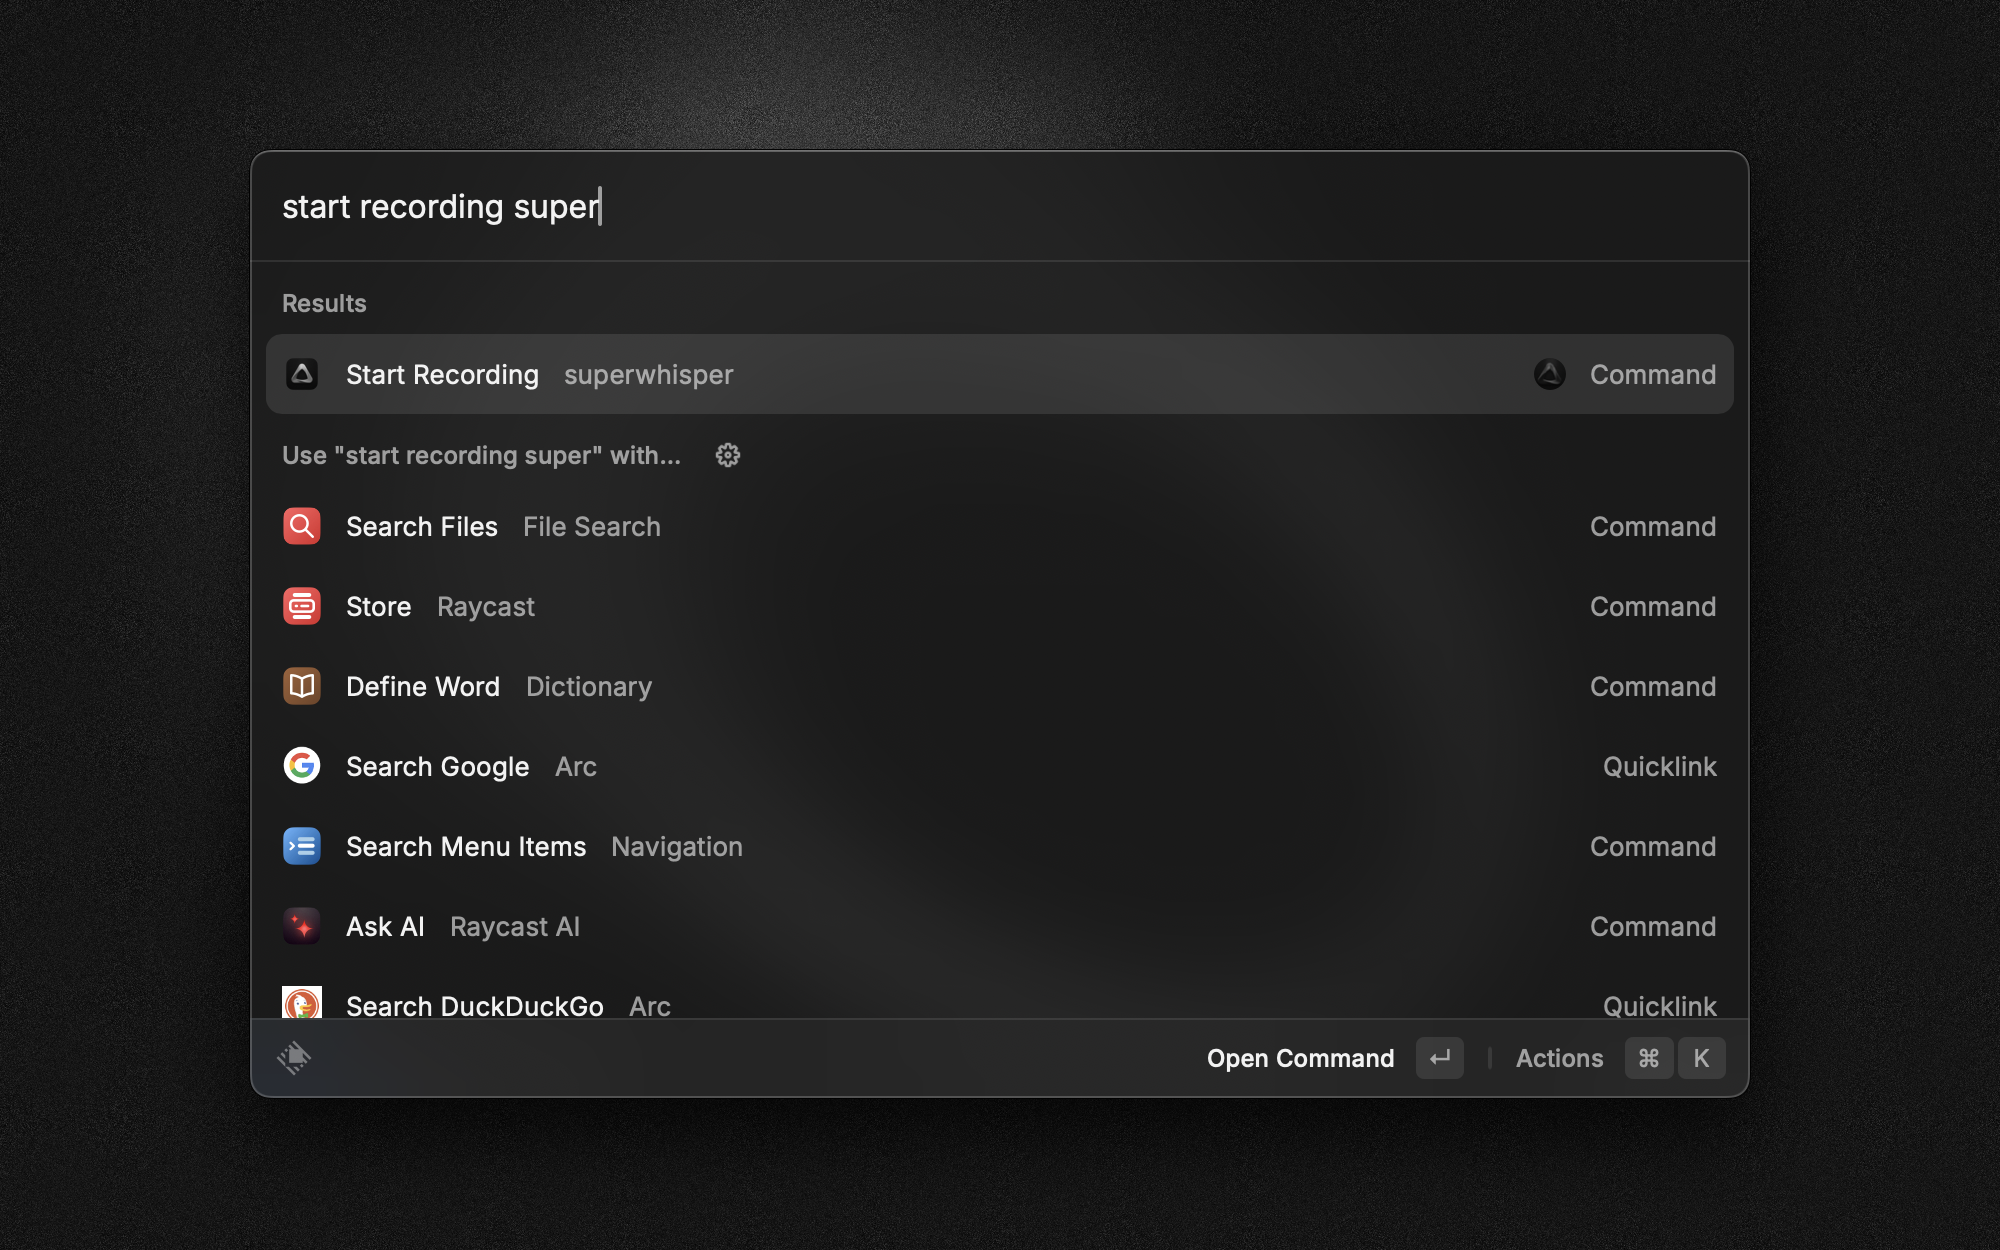 start recording super
Results
Start Recording superwhisper Command
Use "start recording super" with...
Search Files File Search Command
Store Raycast Command
Define Word Dictionary Command
Search Google Arc Quicklink
Search Menu Items Navigation Command
Ask AI Raycast AI Command
Search DuckDuckGo Arc Quicklink
Open Command ↵ Actions ⌘ K